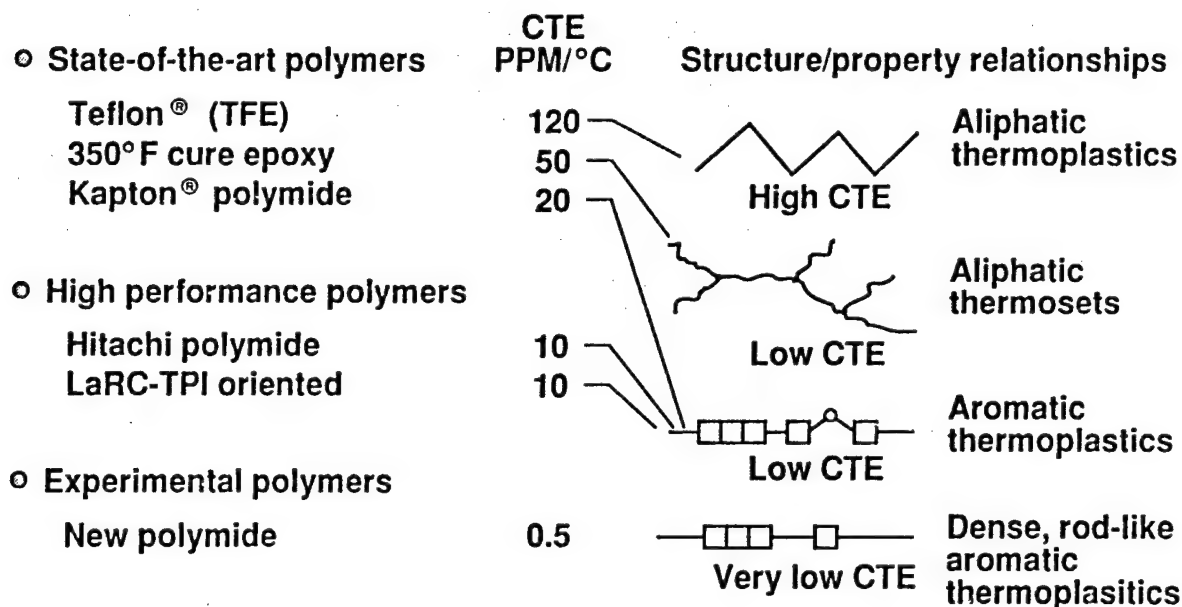 CTE
o State-of-the-art polymers PPM/°C Structure/property relationships
Teflon® (TFE) 120 Aliphatic
350°F cure epoxy 50 thermoplastics
Kapton® polymide 20 High CTE
Aliphatic
o High performance polymers thermosets
Hitachi polymide 10 Low CTE
LaRC-TPI oriented 10
Aromatic
thermoplastics
Low CTE
o Experimental polymers
New polymide 0.5 Dense, rod-like
aromatic
Very low CTE thermoplasitics